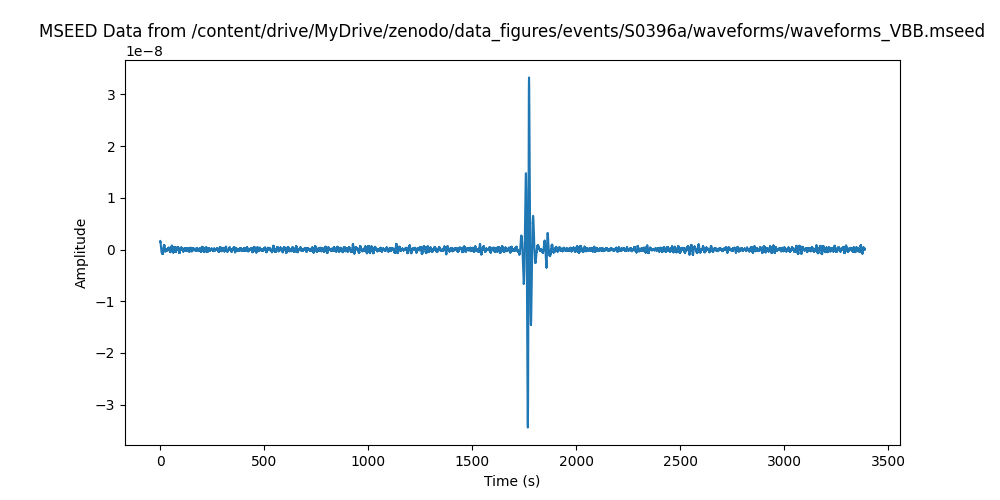 MSEED Data from /content/drive/MyDrive/zenodo/data_figures/events/S0396a/waveforms/waveforms_VBB.mseed
1e−8
3
2
1
0
−1
−2
−3
Amplitude
0 500 1000 1500 2000 2500 3000 3500
Time (s)